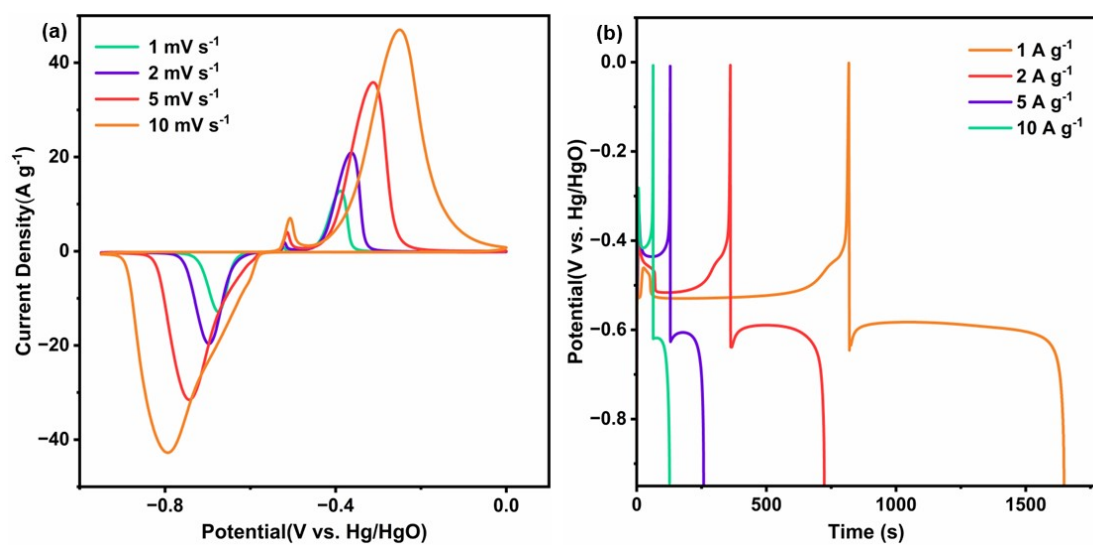 (a)
1 mV s⁻¹
2 mV s⁻¹
5 mV s⁻¹
10 mV s⁻¹
40
20
0
−20
−40
Current Density(A g⁻¹)
−0.8
−0.4
0.0
Potential(V vs. Hg/HgO)
(b)
1 A g⁻¹
2 A g⁻¹
5 A g⁻¹
10 A g⁻¹
0.0
−0.2
−0.4
−0.6
−0.8
Potential(V vs. Hg/HgO)
0
500
1000
1500
Time (s)